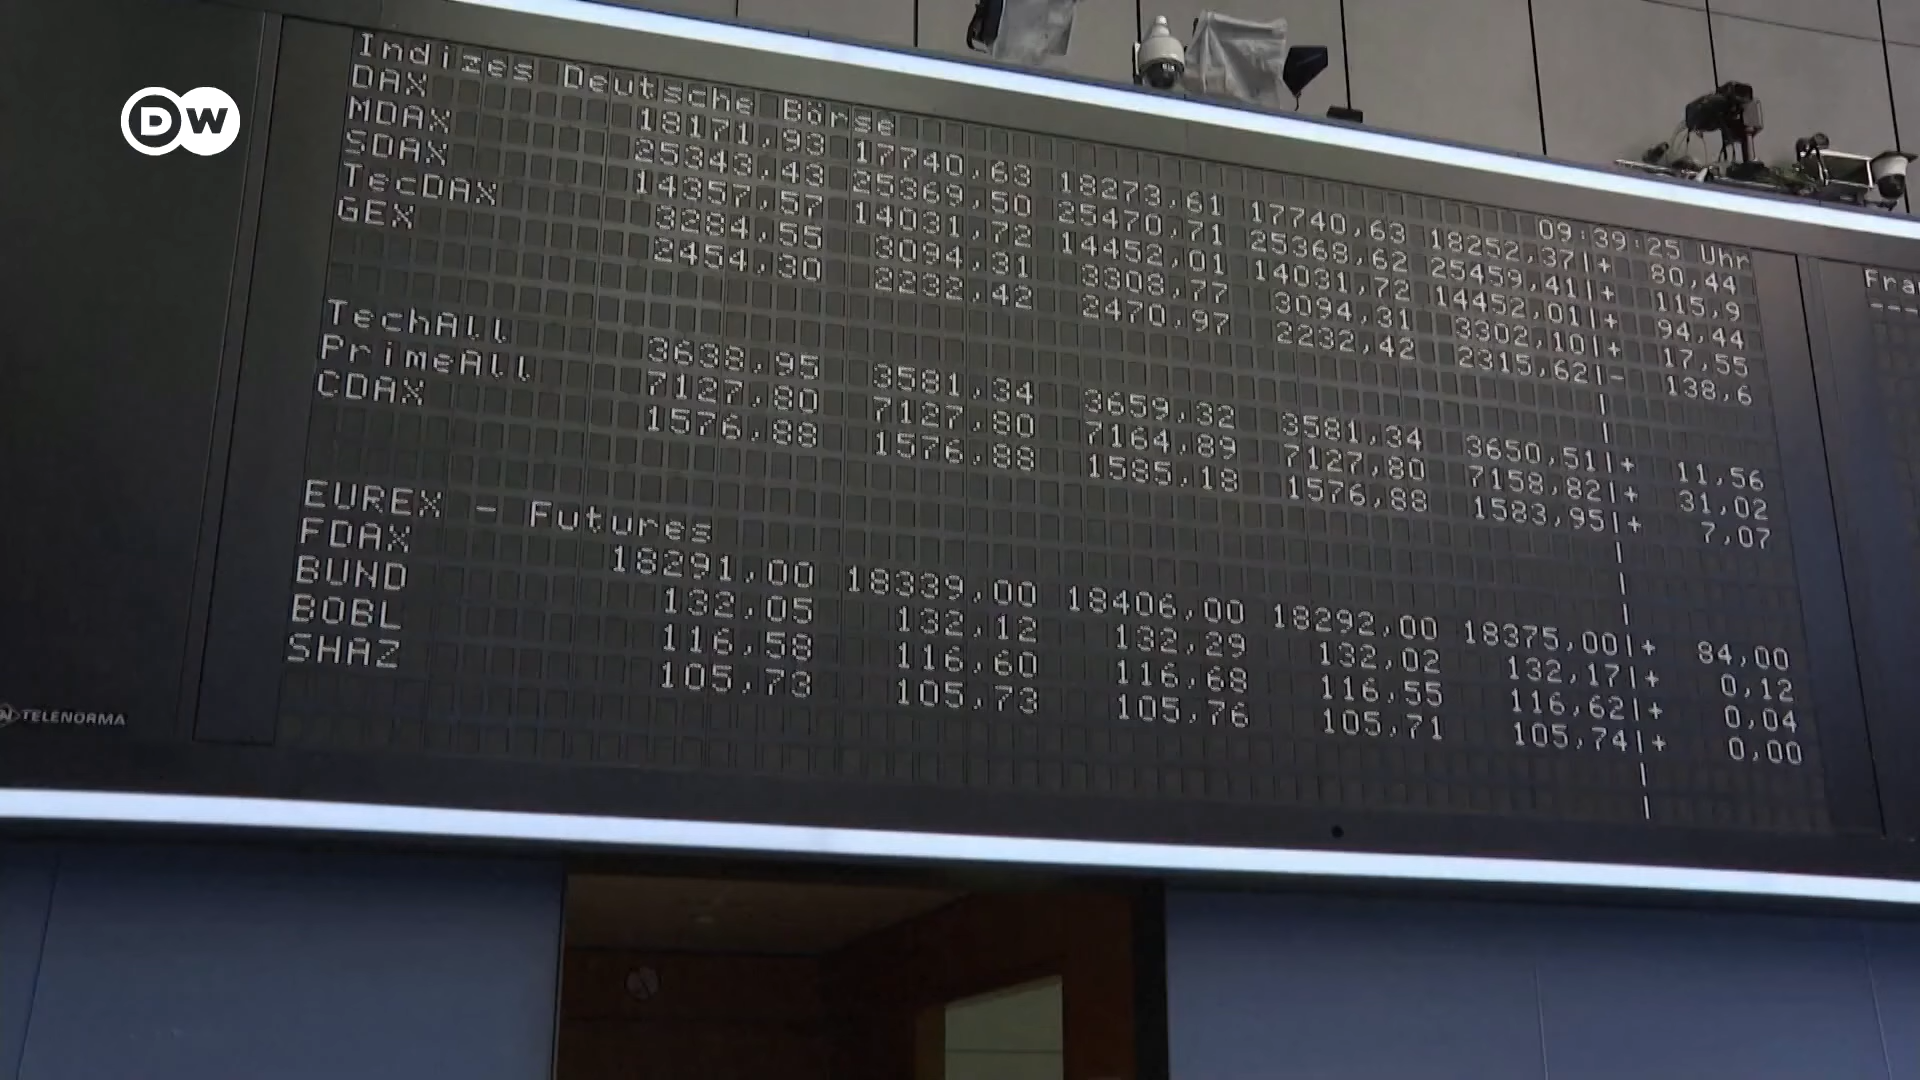 DW
Indizes Deutsche Börse 09:39:25 Uhr
DAX 18171,93 17740,63 18273,61 17740,63 18252,37|+ 80,44
MDAX 25343,43 25369,50 25470,71 25368,62 25459,41|+ 115,9
SDAX 14357,57 14031,72 14452,01 14031,72 14452,01|+ 94,44
TecDAX 3284,55 3094,31 3308,77 3094,31 3302,10|+ 17,55
GEX 2454,30 2232,42 2470,97 2232,42 2315,62|- 138,6
TechAll 3638,95 3581,34 3659,32 3581,34 3650,51|+ 11,56
PrimeAll 7127,80 7127,80 7164,89 7127,80 7158,82|+ 31,02
CDAX 1576,88 1576,88 1585,18 1576,88 1583,95|+ 7,07
EUREX - Futures
FDAX 18291,00 18339,00 18406,00 18292,00 18375,00|+ 84,00
BUND 132,05 132,12 132,29 132,02 132,17|+ 0,12
BOBL 116,58 116,60 116,68 116,55 116,62|+ 0,04
SHAZ 105,73 105,73 105,76 105,71 105,74|+ 0,00
TELENORMA